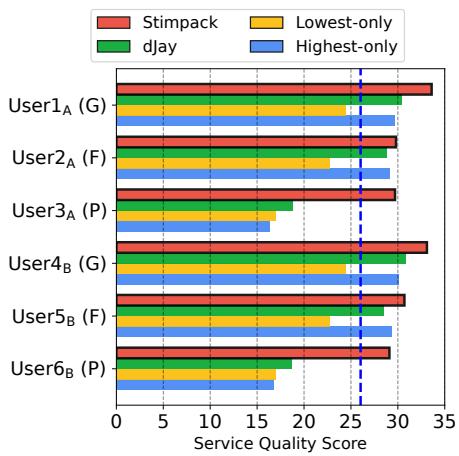 Stimpack
Lowest-only
dJay
Highest-only
User1A (G)
User2A (F)
User3A (P)
User4B (G)
User5B (F)
User6B (P)
0 5 10 15 20 25 30 35
Service Quality Score